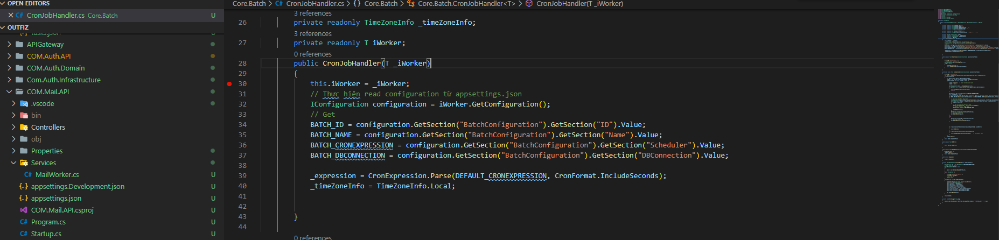 OPEN EDITORS
CronJobHandler.cs Core.Batch U
OUTFIZ
tasks.json
APIGateway
COM.Auth.API
COM.Auth.Domain
Com.Auth.Infrastructure
COM.Mail.API
.vscode
bin
Controllers
obj
Properties
Services
MailWorker.cs U
appsettings.Development.json U
appsettings.json U
COM.Mail.API.csproj U
Program.cs U
Startup.cs U
Core.Batch > CronJobHandler.cs > {} Core.Batch > Core.Batch.CronJobHandler<T> > CronJobHandler(T _iWorker)
3 references
26 private readonly TimeZoneInfo _timeZoneInfo;
3 references
27 private readonly T iWorker;
0 references
28 public CronJobHandler(T _iWorker)
29 {
30 this.iWorker = _iWorker;
31 // Thực hiện read configuration từ appsettings.json
32 IConfiguration configuration = iWorker.GetConfiguration();
33 // Get
34 BATCH_ID = configuration.GetSection("BatchConfiguration").GetSection("ID").Value;
35 BATCH_NAME = configuration.GetSection("BatchConfiguration").GetSection("Name").Value;
36 BATCH_CRONEXPRESSION = configuration.GetSection("BatchConfiguration").GetSection("Scheduler").Value;
37 BATCH_DBCONNECTION = configuration.GetSection("BatchConfiguration").GetSection("DBConnection").Value;
38
39 _expression = CronExpression.Parse(DEFAULT_CRONEXPRESSION, CronFormat.IncludeSeconds);
40 _timeZoneInfo = TimeZoneInfo.Local;
41
42
43 }
44
0 references